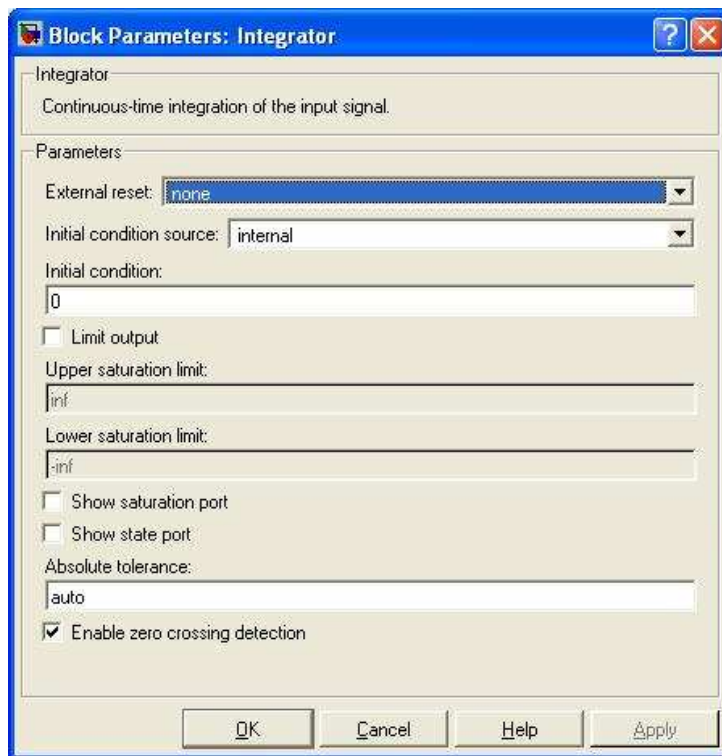 Block Parameters: Integrator
Integrator
Continuous-time integration of the input signal.
Parameters
External reset: none
Initial condition source: internal
Initial condition:
0
Limit output
Upper saturation limit:
inf
Lower saturation limit:
-inf
Show saturation port
Show state port
Absolute tolerance:
auto
Enable zero crossing detection
OK Cancel Help Apply